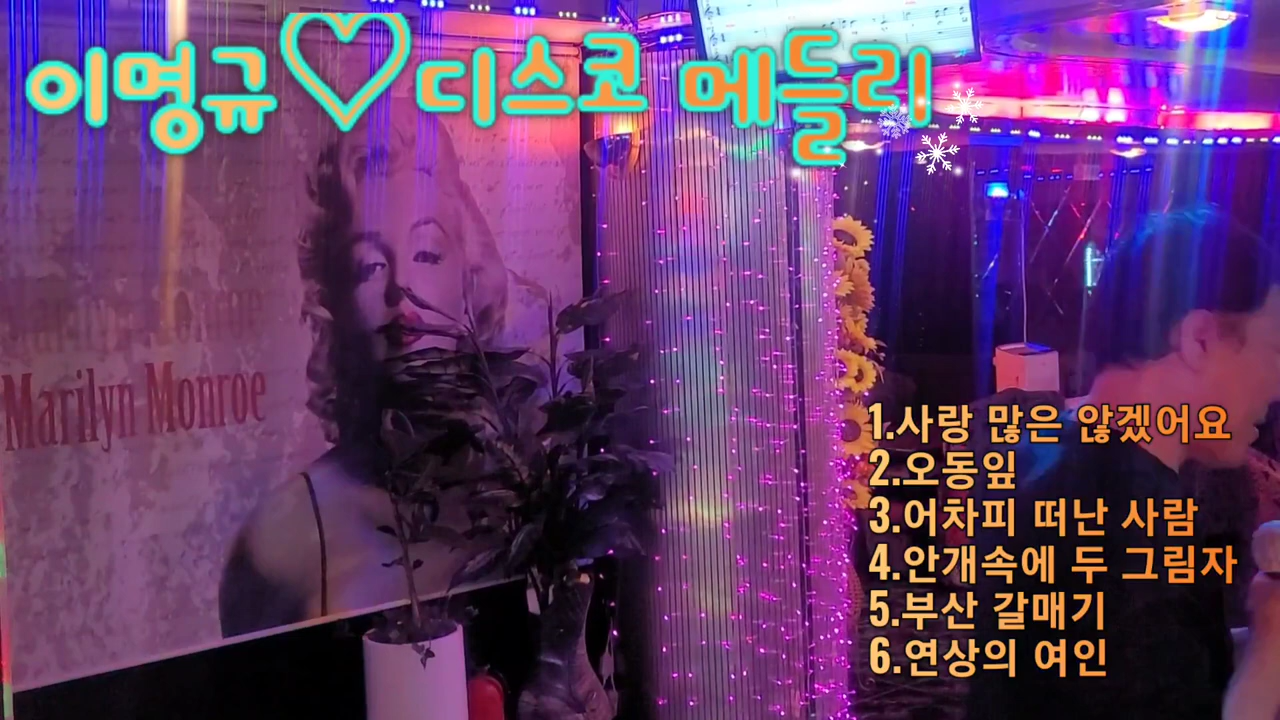 이명규♡디스코 메들리
Marilyn Monroe
1.사랑 많은 않겠어요
2.오동잎
3.어차피 떠난 사람
4.안개속에 두 그림자
5.부산 갈매기
6.연상의 여인